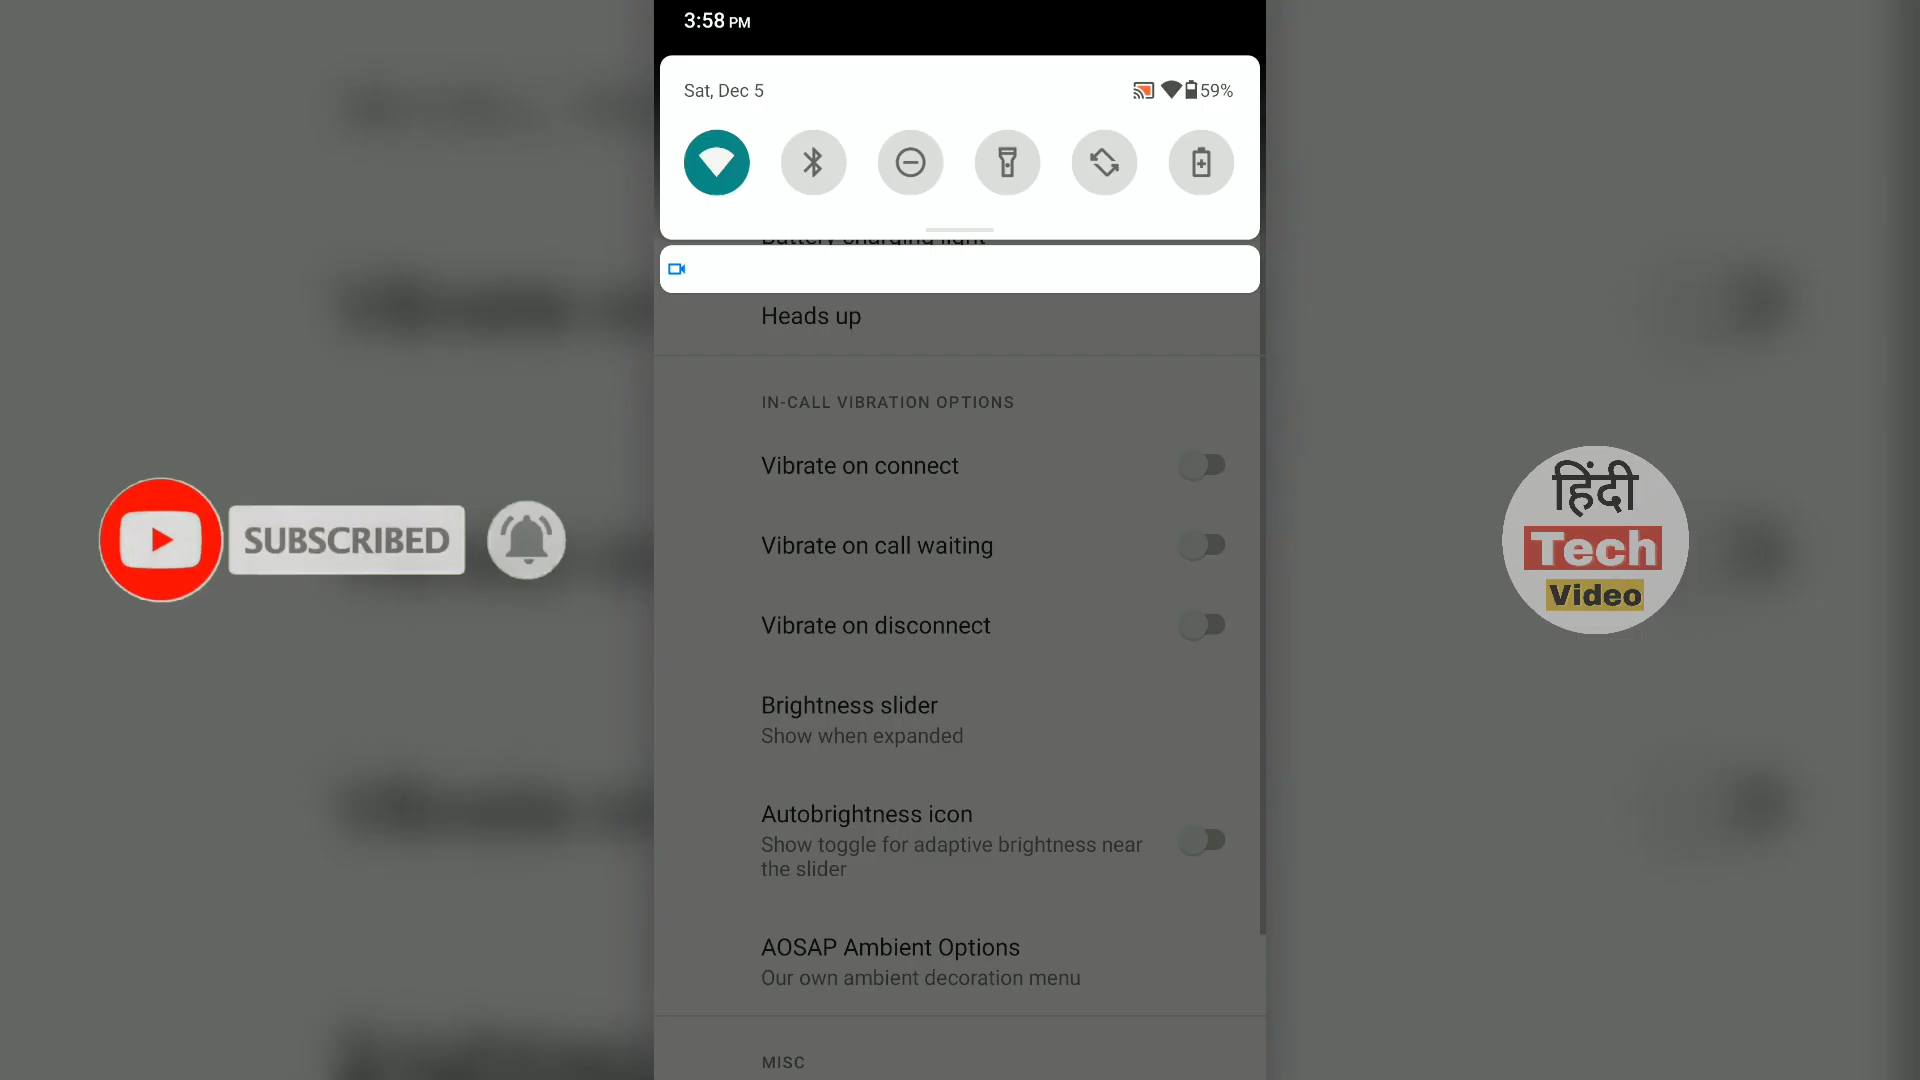 3:58 PM
Sat, Dec 5
59%
Battery charging light
Heads up
IN-CALL VIBRATION OPTIONS
Vibrate on connect
Vibrate on call waiting
Vibrate on disconnect
Brightness slider
Show when expanded
Autobrightness icon
Show toggle for adaptive brightness near
the slider
AOSAP Ambient Options
Our own ambient decoration menu
MISC
SUBSCRIBED
हिंदी
Tech
Video